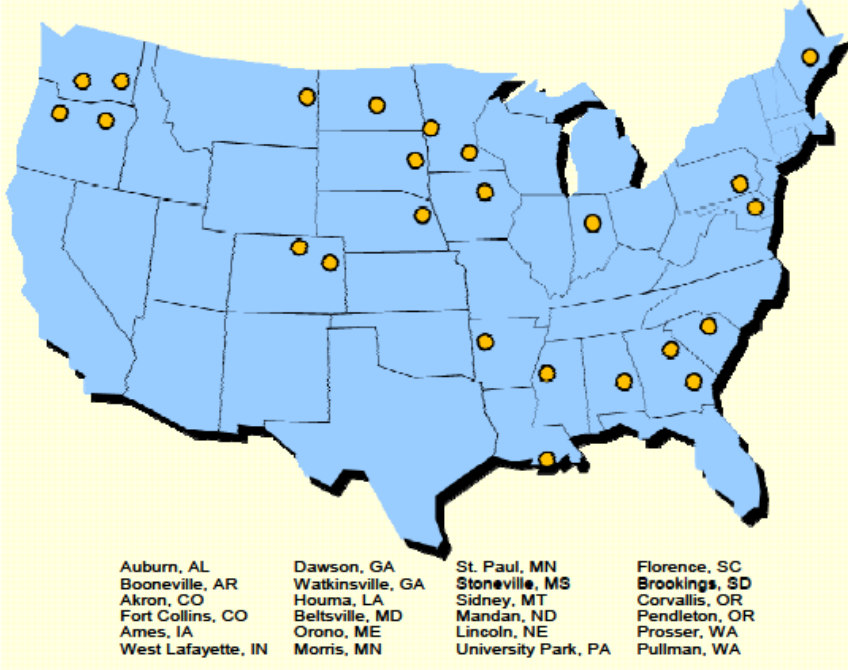 Auburn, AL
Booneville, AR
Akron, CO
Fort Collins, CO
Ames, IA
West Lafayette, IN
Dawson, GA
Watkinsville, GA
Houma, LA
Beltsville, MD
Orono, ME
Morris, MN
St. Paul, MN
Stoneville, MS
Sidney, MT
Mandan, ND
Lincoln, NE
University Park, PA
Florence, SC
Brookings, SD
Corvallis, OR
Pendleton, OR
Prosser, WA
Pullman, WA